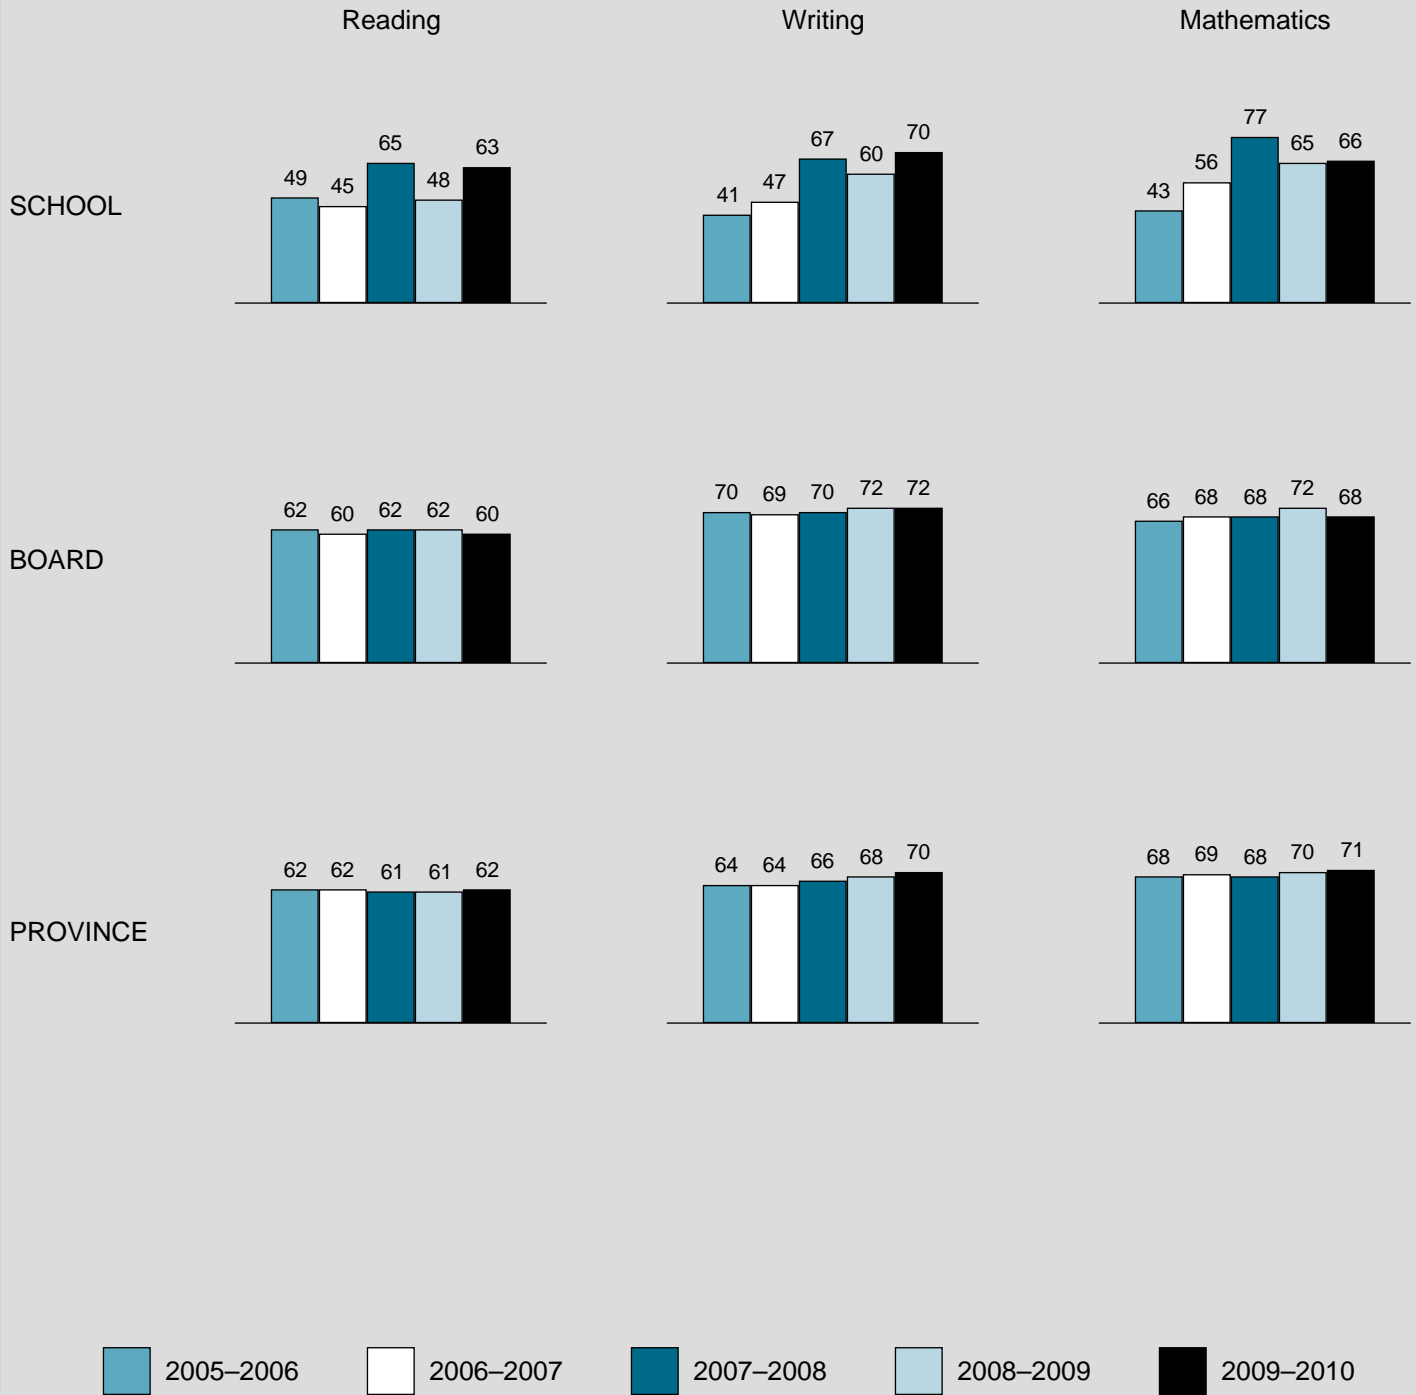 Reading Writing Mathematics
SCHOOL
49 45 65 48 63
41 47 67 60 70
43 56 77 65 66
BOARD
62 60 62 62 60
70 69 70 72 72
66 68 68 72 68
PROVINCE
62 62 61 61 62
64 64 66 68 70
68 69 68 70 71
2005–2006 2006–2007 2007–2008 2008–2009 2009–2010